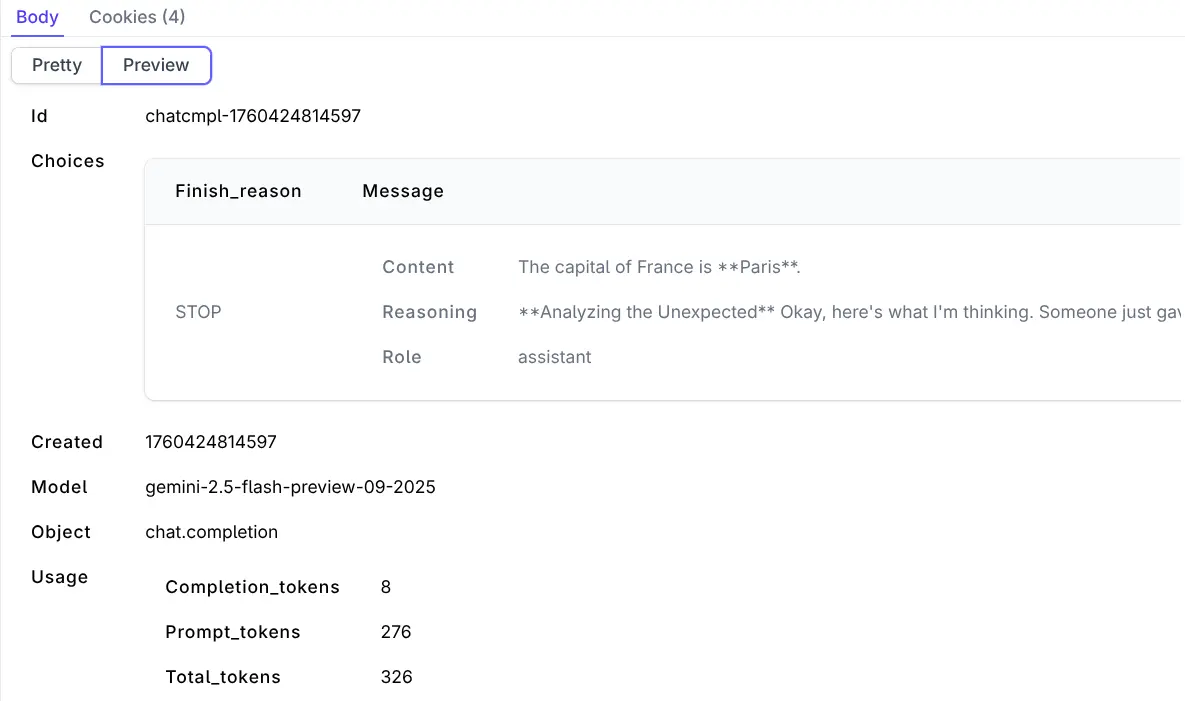 Body Cookies (4)
Pretty Preview
Id chatcmpl-1760424814597
Choices
Finish_reason Message
Content The capital of France is **Paris**.
STOP Reasoning **Analyzing the Unexpected** Okay, here's what I'm thinking. Someone just gav
Role assistant
Created 1760424814597
Model gemini-2.5-flash-preview-09-2025
Object chat.completion
Usage
Completion_tokens 8
Prompt_tokens 276
Total_tokens 326